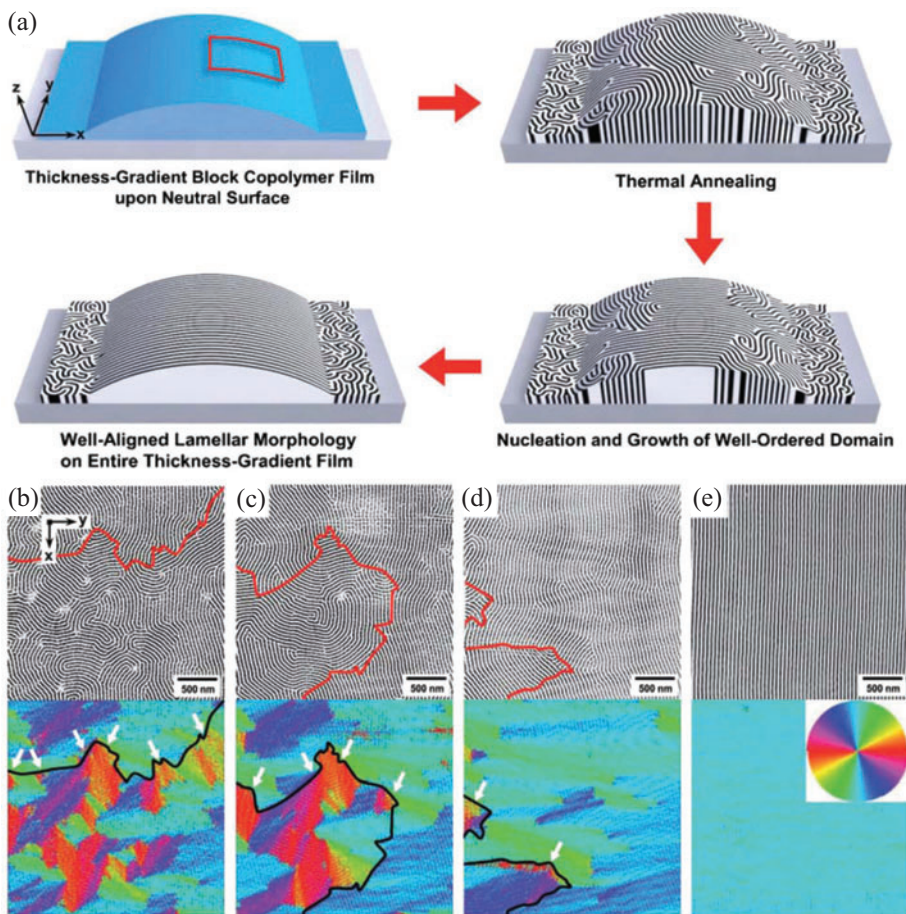 (a)
z
y
x
Thickness-Gradient Block Copolymer Film
upon Neutral Surface
Thermal Annealing
Well-Aligned Lamellar Morphology
on Entire Thickness-Gradient Film
Nucleation and Growth of Well-Ordered Domain
(b)
(c)
(d)
(e)
y
x
500 nm
500 nm
500 nm
500 nm